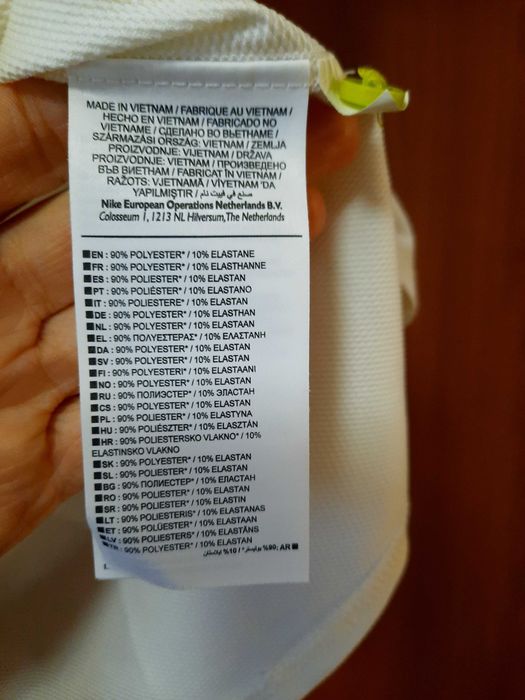 MADE IN VIETNAM / FABRIQUE AU VIETNAM /
HECHO EN VIETNAM / FABRICADO NO
VIETNAME / СДЕЛАНО ВО ВЬЕТНАМЕ /
SZÁRMAZÁSI ORSZÁG: VIETNAM / ZEMLJA
PROIZVODNJE: VIJETNAM / DRŽAVA
PROIZVODNJE: VIETNAM / ПРОИЗВЕДЕНО
ВЪВ ВИЕТНАМ / FABRICAT ÎN VIETNAM /
RAŽOTS: VJETNAMĀ / VİYETNAM 'DA
YAPILMIŞTIR / صنع في فييت نام
Nike European Operations Netherlands B.V.
Colosseum 1, 1213 NL Hilversum, The Netherlands
EN : 90% POLYESTER* / 10% ELASTANE
FR : 90% POLYESTER* / 10% ELASTHANNE
ES : 90% POLIÉSTER* / 10% ELASTAN
PT : 90% POLIÉSTER* / 10% ELASTANO
IT : 90% POLIESTERE* / 10% ELASTAN
DE : 90% POLYESTER* / 10% ELASTHAN
NL : 90% POLYESTER* / 10% ELASTAAN
EL : 90% ΠΟΛΥΕΣΤΕΡΑΣ* / 10% ΕΛΑΣΤΑΝΗ
DA : 90% POLYESTER* / 10% ELASTAN
SV : 90% POLYESTER* / 10% ELASTAN
FI : 90% POLYESTERI* / 10% ELASTAANI
NO : 90% POLYESTER* / 10% ELASTAN
RU : 90% ПОЛИЭСТЕР* / 10% ЭЛАСТАН
CS : 90% POLYESTER* / 10% ELASTAN
PL : 90% POLIESTER* / 10% ELASTYNA
HU : 90% POLIÉSZTER* / 10% ELASZTÁN
HR : 90% POLIESTERSKO VLAKNO* / 10%
ELASTINSKO VLAKNO
SK : 90% POLYESTER* / 10% ELASTAN
SL : 90% POLIESTER* / 10% ELASTAN
BG : 90% ПОЛИЕСТЕР* / 10% ЕЛАСТАН
RO : 90% POLIESTER* / 10% ELASTAN
SR : 90% POLIESTER* / 10% ELASTIN
LT : 90% POLIESTERIS* / 10% ELASTANAS
ET : 90% POLÜESTER* / 10% ELASTAAN
LV : 90% POLIESTERS* / 10% ELASTĀNS
TR : 90% POLYESTER* / 10% ELASTAN
AR : 90% بوليستر* / 10% ايلاستان